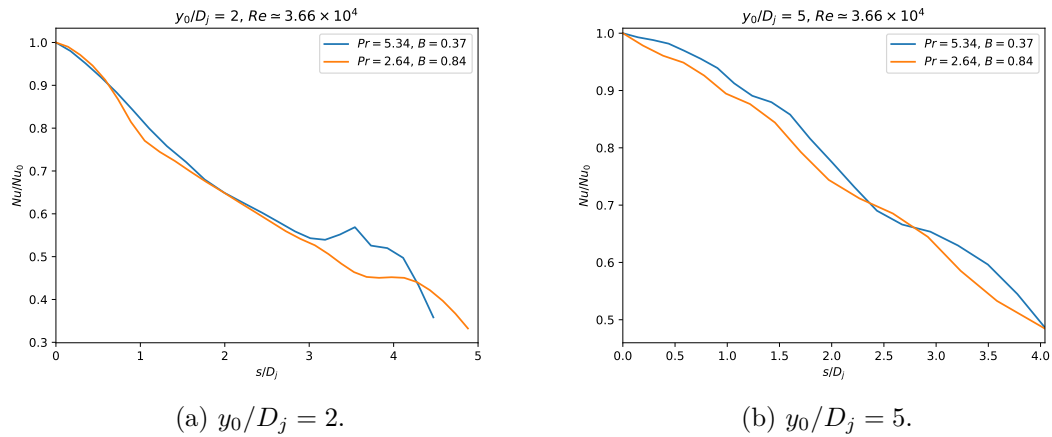 y₀/Dⱼ = 2, Re ≃ 3.66 × 10⁴
Pr = 5.34, B = 0.37
Pr = 2.64, B = 0.84
1.0
0.9
0.8
0.7
0.6
0.5
0.4
0.3
Nu/Nu₀
0
1
2
3
4
5
s/Dⱼ
(a) y₀/Dⱼ = 2.
y₀/Dⱼ = 5, Re ≃ 3.66 × 10⁴
Pr = 5.34, B = 0.37
Pr = 2.64, B = 0.84
1.0
0.9
0.8
0.7
0.6
0.5
Nu/Nu₀
0.0
0.5
1.0
1.5
2.0
2.5
3.0
3.5
4.0
s/Dⱼ
(b) y₀/Dⱼ = 5.